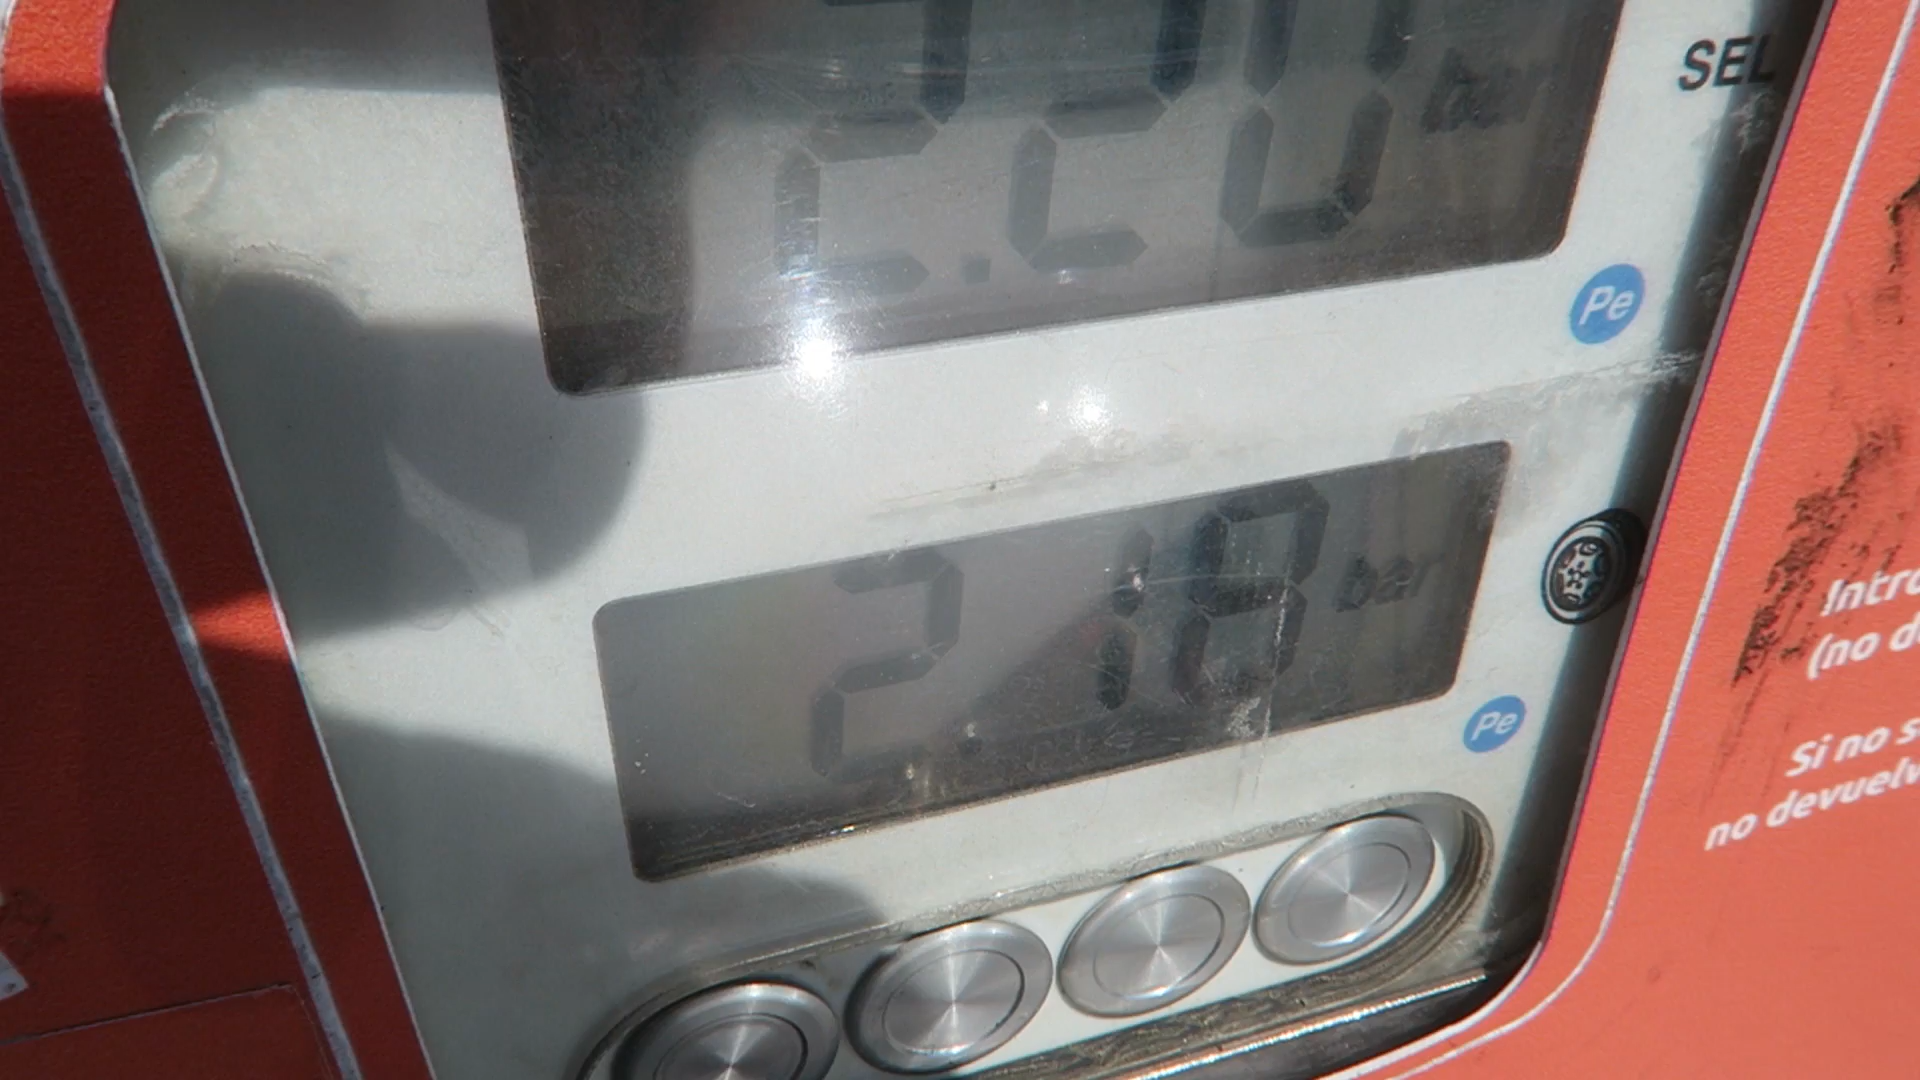 SEL
2.20 bar
Pe
2.18 bar
Pe
Intro
(no d
Si no s
no devuelv